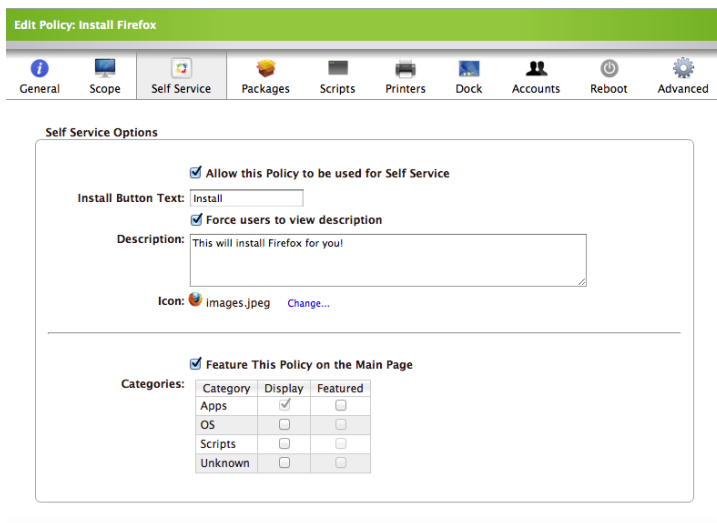 Edit Policy: Install Firefox
General Scope Self Service Packages Scripts Printers Dock Accounts Reboot Advanced
Self Service Options
Allow this Policy to be used for Self Service
Install Button Text: Install
Force users to view description
Description: This will install Firefox for you!
Icon: images.jpeg Change...
Feature This Policy on the Main Page
Categories: Category Display Featured
Apps
OS
Scripts
Unknown